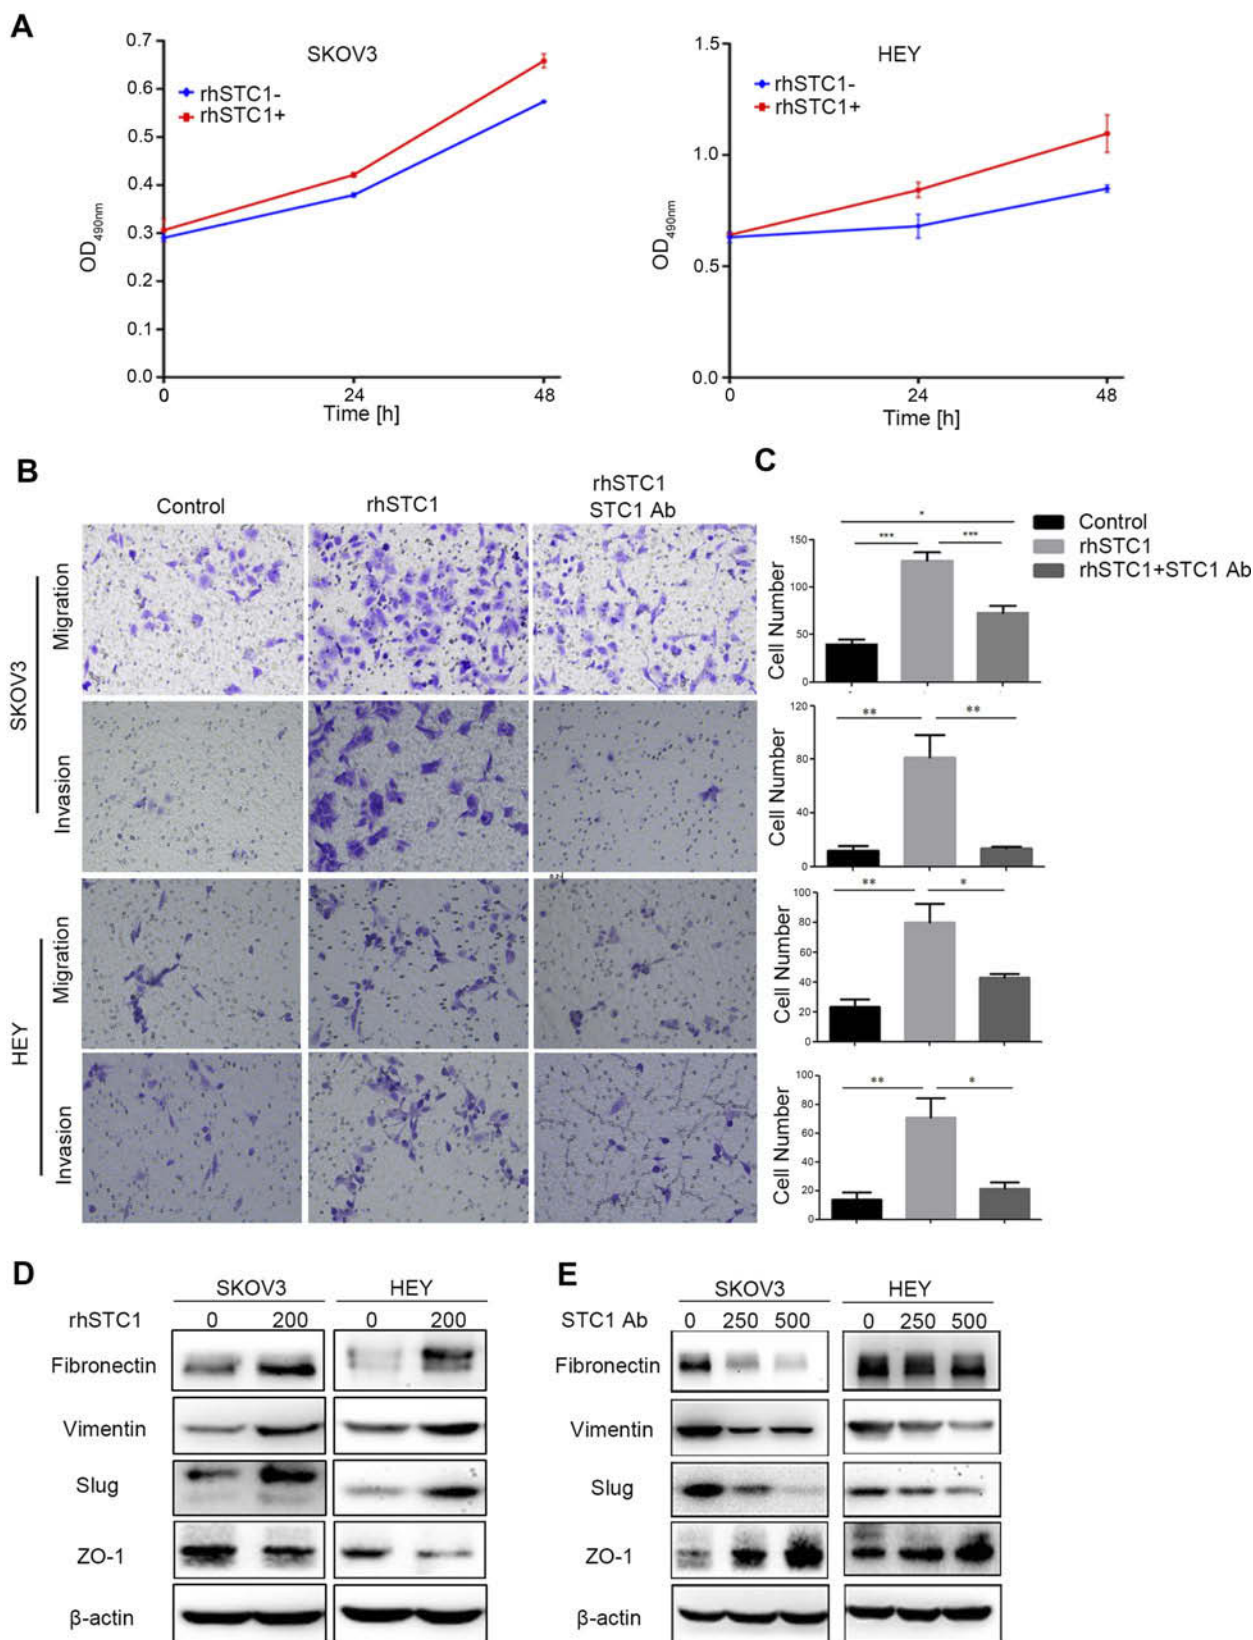 A
SKOV3
rhSTC1-
rhSTC1+
OD490nm
0.7
0.6
0.5
0.4
0.3
0.2
0.1
0.0
0
24
48
Time [h]
HEY
rhSTC1-
rhSTC1+
OD490nm
1.5
1.0
0.5
0.0
0
24
48
Time [h]
B
Control
rhSTC1
rhSTC1
STC1 Ab
SKOV3
Migration
Invasion
HEY
Migration
Invasion
C
Control
rhSTC1
rhSTC1+STC1 Ab
*
*** ***
Cell Number
150
100
50
0
** **
Cell Number
120
80
40
0
** *
Cell Number
100
80
60
40
20
0
** *
Cell Number
100
80
60
40
20
0
D
SKOV3 HEY
rhSTC1 0 200 0 200
Fibronectin
Vimentin
Slug
ZO-1
β-actin
E
SKOV3 HEY
STC1 Ab 0 250 500 0 250 500
Fibronectin
Vimentin
Slug
ZO-1
β-actin